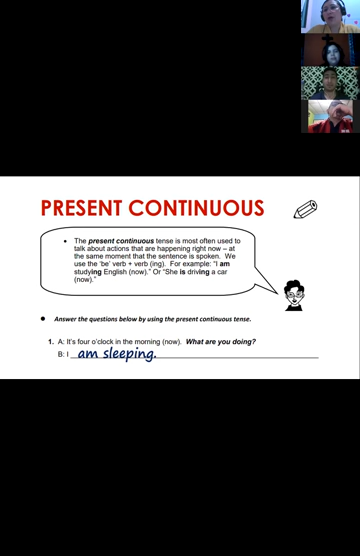 PRESENT CONTINUOUS
• The present continuous tense is most often used to
talk about actions that are happening right now – at
the same moment that the sentence is spoken. We
use the 'be' verb + verb (ing). For example: "I am
studying English (now)." Or "She is driving a car
(now)."
● Answer the questions below by using the present continuous tense.
1. A: It's four o'clock in the morning (now). What are you doing?
B: I am sleeping.